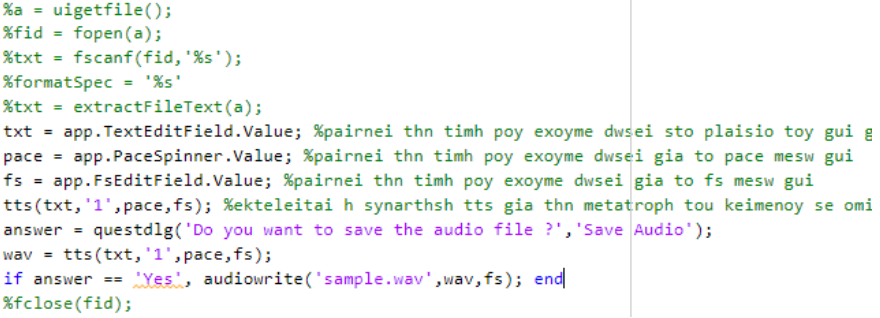 %a = uigetfile();
%fid = fopen(a);
%txt = fscanf(fid,'%s');
%formatSpec = '%s'
%txt = extractFileText(a);
txt = app.TextEditField.Value; %pairnei thn timh poy exoyme dwsei sto plaisio toy gui g
pace = app.PaceSpinner.Value; %pairnei thn timh poy exoyme dwsei gia to pace mesw gui
fs = app.FsEditField.Value; %pairnei thn timh poy exoyme dwsei gia to fs mesw gui
tts(txt,'1',pace,fs); %ekteleitai h synarthsh tts gia thn metatroph tou keimenoy se omi
answer = questdlg('Do you want to save the audio file ?','Save Audio');
wav = tts(txt,'1',pace,fs);
if answer == 'Yes', audiowrite('sample.wav',wav,fs); end
%fclose(fid);